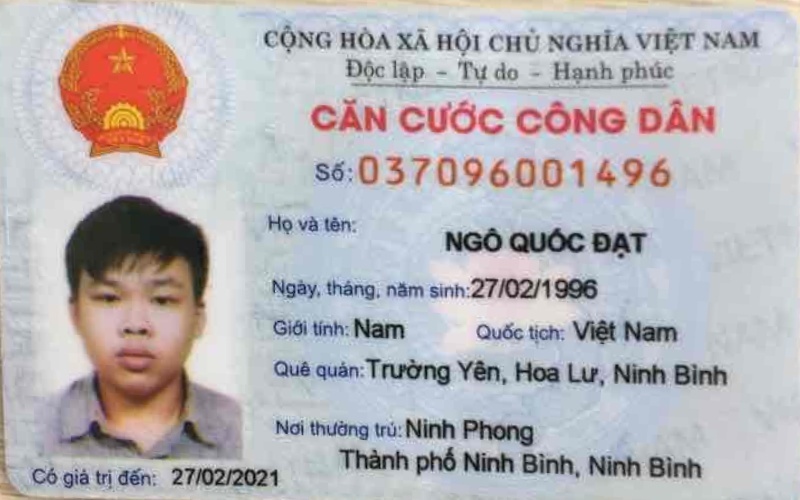 CỘNG HÒA XÃ HỘI CHỦ NGHĨA VIỆT NAM
Độc lập - Tự do - Hạnh phúc
CĂN CƯỚC CÔNG DÂN
Số: 037096001496
Họ và tên:
NGÔ QUỐC ĐẠT
Ngày, tháng, năm sinh: 27/02/1996
Giới tính: Nam Quốc tịch: Việt Nam
Quê quán: Trường Yên, Hoa Lư, Ninh Bình
Nơi thường trú: Ninh Phong
Thành phố Ninh Bình, Ninh Bình
Có giá trị đến: 27/02/2021